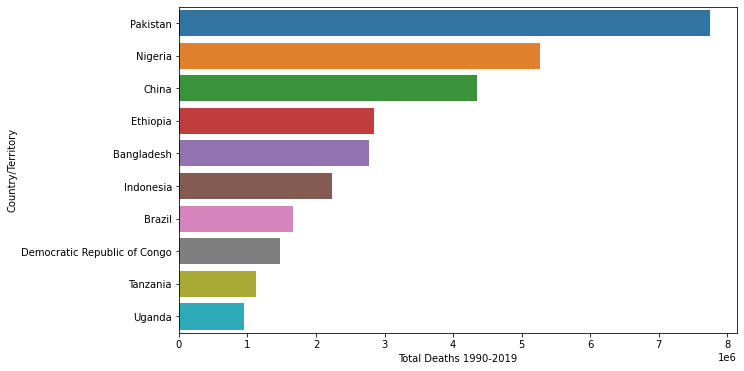 Pakistan
Nigeria
China
Ethiopia
Bangladesh
Indonesia
Brazil
Democratic Republic of Congo
Tanzania
Uganda
Country/Territory
0 1 2 3 4 5 6 7 8
1e6
Total Deaths 1990-2019